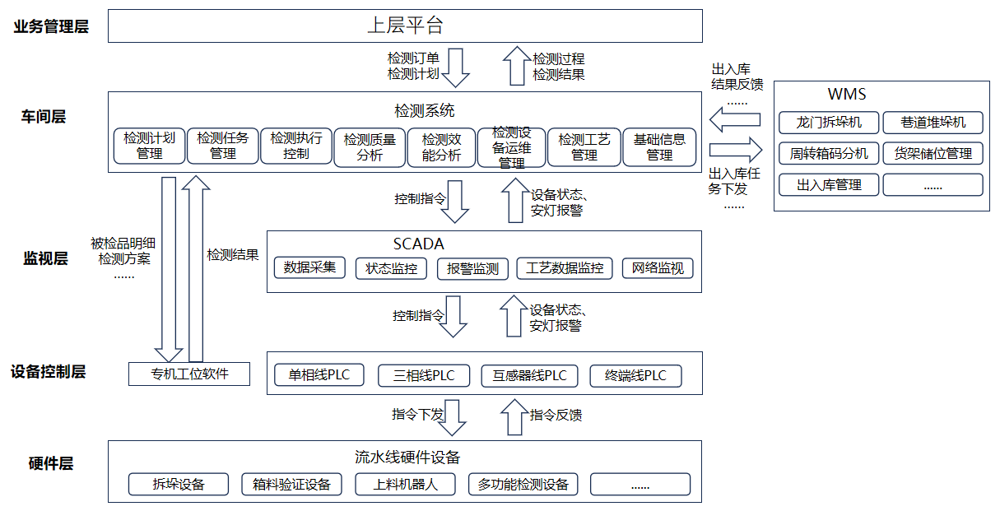 业务管理层
上层平台
检测订单
检测计划
检测过程
检测结果
出入库
结果反馈
......
车间层
检测系统
检测计划
管理
检测任务
管理
检测执行
控制
检测质量
分析
检测效
能分析
检测设
备运维
管理
检测工艺
管理
基础信息
管理
WMS
龙门拆垛机
巷道堆垛机
周转箱码分机
货架储位管理
出入库管理
......
出入库任
务下发
......
控制指令
设备状态、
安灯报警
被检品明细
检测方案
......
检测结果
监视层
SCADA
数据采集
状态监控
报警监测
工艺数据监控
网络监视
控制指令
设备状态、
安灯报警
设备控制层
专机工位软件
单相线PLC
三相线PLC
互感器线PLC
终端线PLC
指令下发
指令反馈
硬件层
流水线硬件设备
拆垛设备
箱料验证设备
上料机器人
多功能检测设备
......